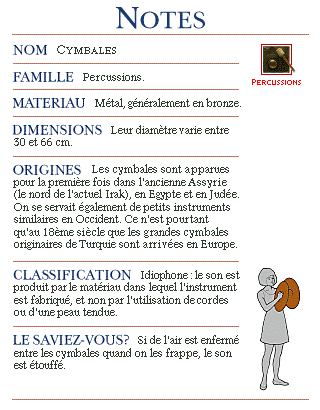 NOTES
NOM CYMBALES
PERCUSSIONS
FAMILLE Percussions.
MATERIAU Métal, généralement en bronze.
DIMENSIONS Leur diamètre varie entre
30 et 66 cm.
ORIGINES Les cymbales sont apparues
pour la première fois dans l'ancienne Assyrie
(le nord de l'actuel Irak), en Egypte et en Judée.
On se servait également de petits instruments
similaires en Occident. Ce n'est pourtant
qu'au 18ème siècle que les grandes cymbales
originaires de Turquie sont arrivées en Europe.
CLASSIFICATION Idiophone : le son est
produit par le matériau dans lequel l'instrument
est fabriqué, et non par l'utilisation de cordes
ou d'une peau tendue.
LE SAVIEZ-VOUS? Si de l'air est enfermé
entre les cymbales quand on les frappe, le son
est étouffé.